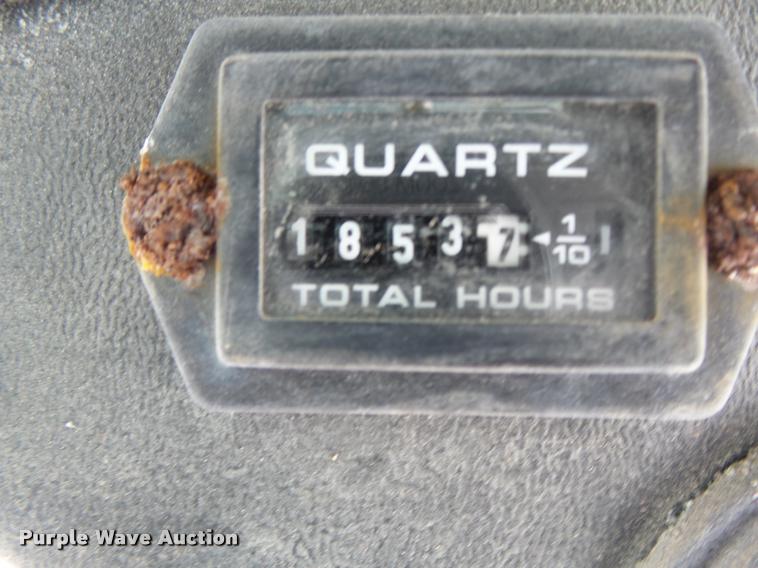 QUARTZ
1 8 5 3 7 1/10
TOTAL HOURS
Purple Wave Auction